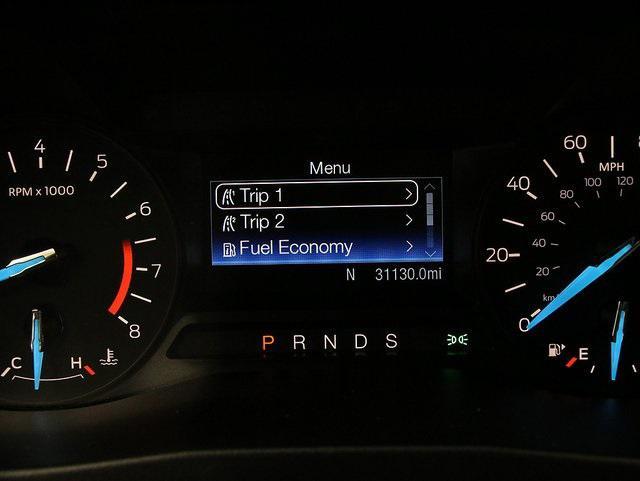 4
5
6
7
8
RPM x 1000
C H
Menu
Trip 1
Trip 2
Fuel Economy
N 31130.0mi
P R N D S
60
MPH
40
20
0
120
100
80
60
40
20
km
E